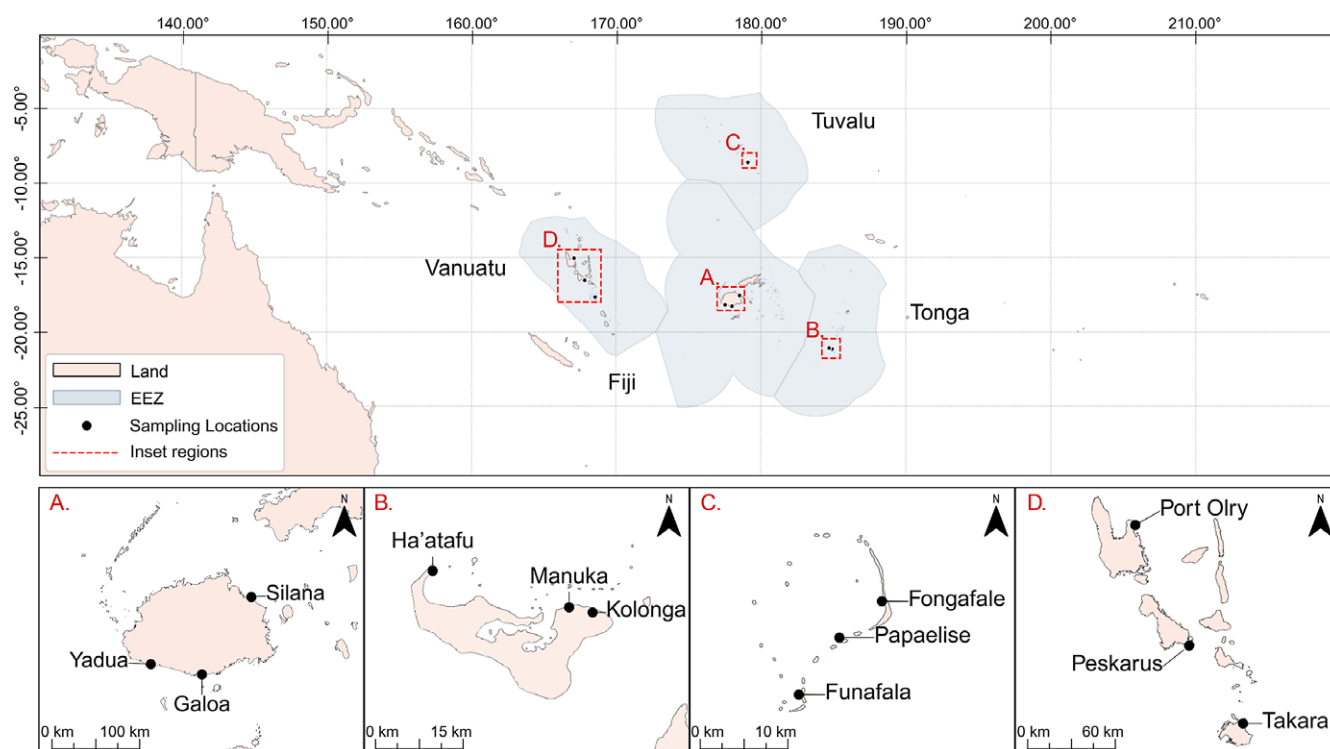 140.00° 150.00° 160.00° 170.00° 180.00° 190.00° 200.00° 210.00°
-5.00°
-10.00°
-15.00°
-20.00°
-25.00°
Tuvalu
C.
D.
Vanuatu
A.
Tonga
B.
Fiji
Land
EEZ
Sampling Locations
Inset regions
A.
N
Silana
Yadua
Galoa
0 km 100 km
B.
N
Ha'atafu
Manuka
Kolonga
0 km 15 km
C.
N
Fongafale
Papaelise
Funafala
0 km 10 km
D.
N
Port Olry
Peskarus
Takara
0 km 60 km